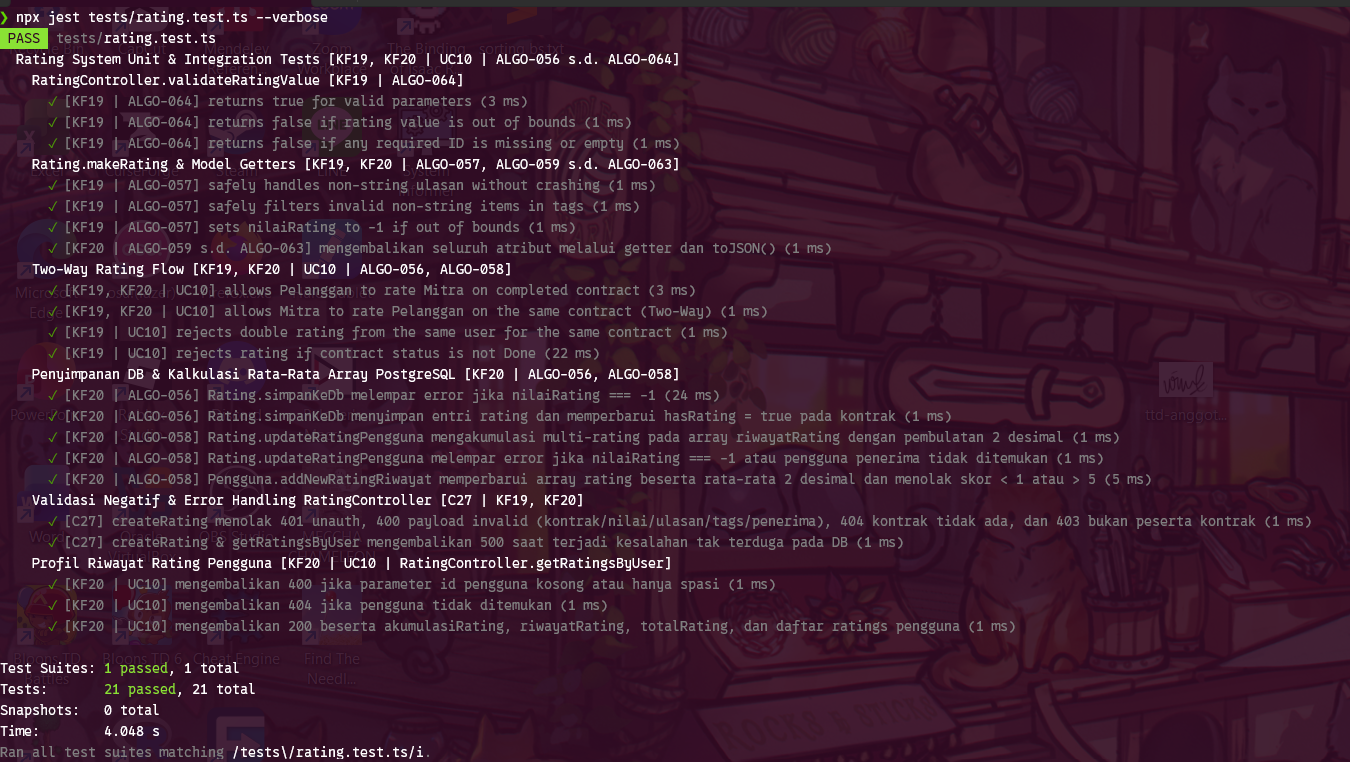 ❯ npx jest tests/rating.test.ts --verbose
PASS tests/rating.test.ts
Rating System Unit & Integration Tests [KF19, KF20 | UC10 | ALGO-056 s.d. ALGO-064]
RatingController.validateRatingValue [KF19 | ALGO-064]
✓ [KF19 | ALGO-064] returns true for valid parameters (3 ms)
✓ [KF19 | ALGO-064] returns false if rating value is out of bounds (1 ms)
✓ [KF19 | ALGO-064] returns false if any required ID is missing or empty (1 ms)
Rating.makeRating & Model Getters [KF19, KF20 | ALGO-057, ALGO-059 s.d. ALGO-063]
✓ [KF19 | ALGO-057] safely handles non-string ulasan without crashing (1 ms)
✓ [KF19 | ALGO-057] safely filters invalid non-string items in tags (1 ms)
✓ [KF19 | ALGO-057] sets nilaiRating to -1 if out of bounds (1 ms)
✓ [KF20 | ALGO-059 s.d. ALGO-063] mengembalikan seluruh atribut melalui getter dan toJSON() (1 ms)
Two-Way Rating Flow [KF19, KF20 | UC10 | ALGO-056, ALGO-058]
✓ [KF19, KF20 | UC10] allows Pelanggan to rate Mitra on completed contract (3 ms)
✓ [KF19, KF20 | UC10] allows Mitra to rate Pelanggan on the same contract (Two-Way) (1 ms)
✓ [KF19 | UC10] rejects double rating from the same user for the same contract (1 ms)
✓ [KF19 | UC10] rejects rating if contract status is not Done (22 ms)
Penyimpanan DB & Kalkulasi Rata-Rata Array PostgreSQL [KF20 | ALGO-056, ALGO-058]
✓ [KF20 | ALGO-056] Rating.simpanKeDb melempar error jika nilaiRating === -1 (24 ms)
✓ [KF20 | ALGO-056] Rating.simpanKeDb menyimpan entri rating dan memperbarui hasRating = true pada kontrak (1 ms)
✓ [KF20 | ALGO-058] Rating.updateRatingPengguna mengakumulasi multi-rating pada array riwayatRating dengan pembulatan 2 desimal (1 ms)
✓ [KF20 | ALGO-058] Rating.updateRatingPengguna melempar error jika nilaiRating === -1 atau pengguna penerima tidak ditemukan (1 ms)
✓ [KF20 | ALGO-058] Pengguna.addNewRatingRiwayat memperbarui array rating beserta rata-rata 2 desimal dan menolak skor < 1 atau > 5 (5 ms)
Validasi Negatif & Error Handling RatingController [C27 | KF19, KF20]
✓ [C27] createRating menolak 401 unauth, 400 payload invalid (kontrak/nilai/ulasan/tags/penerima), 404 kontrak tidak ada, dan 403 bukan peserta kontrak (1 ms)
✓ [C27] createRating & getRatingsByUser mengembalikan 500 saat terjadi kesalahan tak terduga pada DB (1 ms)
Profil Riwayat Rating Pengguna [KF20 | UC10 | RatingController.getRatingsByUser]
✓ [KF20 | UC10] mengembalikan 400 jika parameter id pengguna kosong atau hanya spasi (1 ms)
✓ [KF20 | UC10] mengembalikan 404 jika pengguna tidak ditemukan (1 ms)
✓ [KF20 | UC10] mengembalikan 200 beserta akumulasiRating, riwayatRating, totalRating, dan daftar ratings pengguna (1 ms)
Test Suites: 1 passed, 1 total
Tests: 21 passed, 21 total
Snapshots: 0 total
Time: 4.048 s
Ran all test suites matching /tests\/rating.test.ts/i.
ttd-anggot...
Bloons TD Battles
Bloons TD 6
Cheat Engine
Find The Needl...